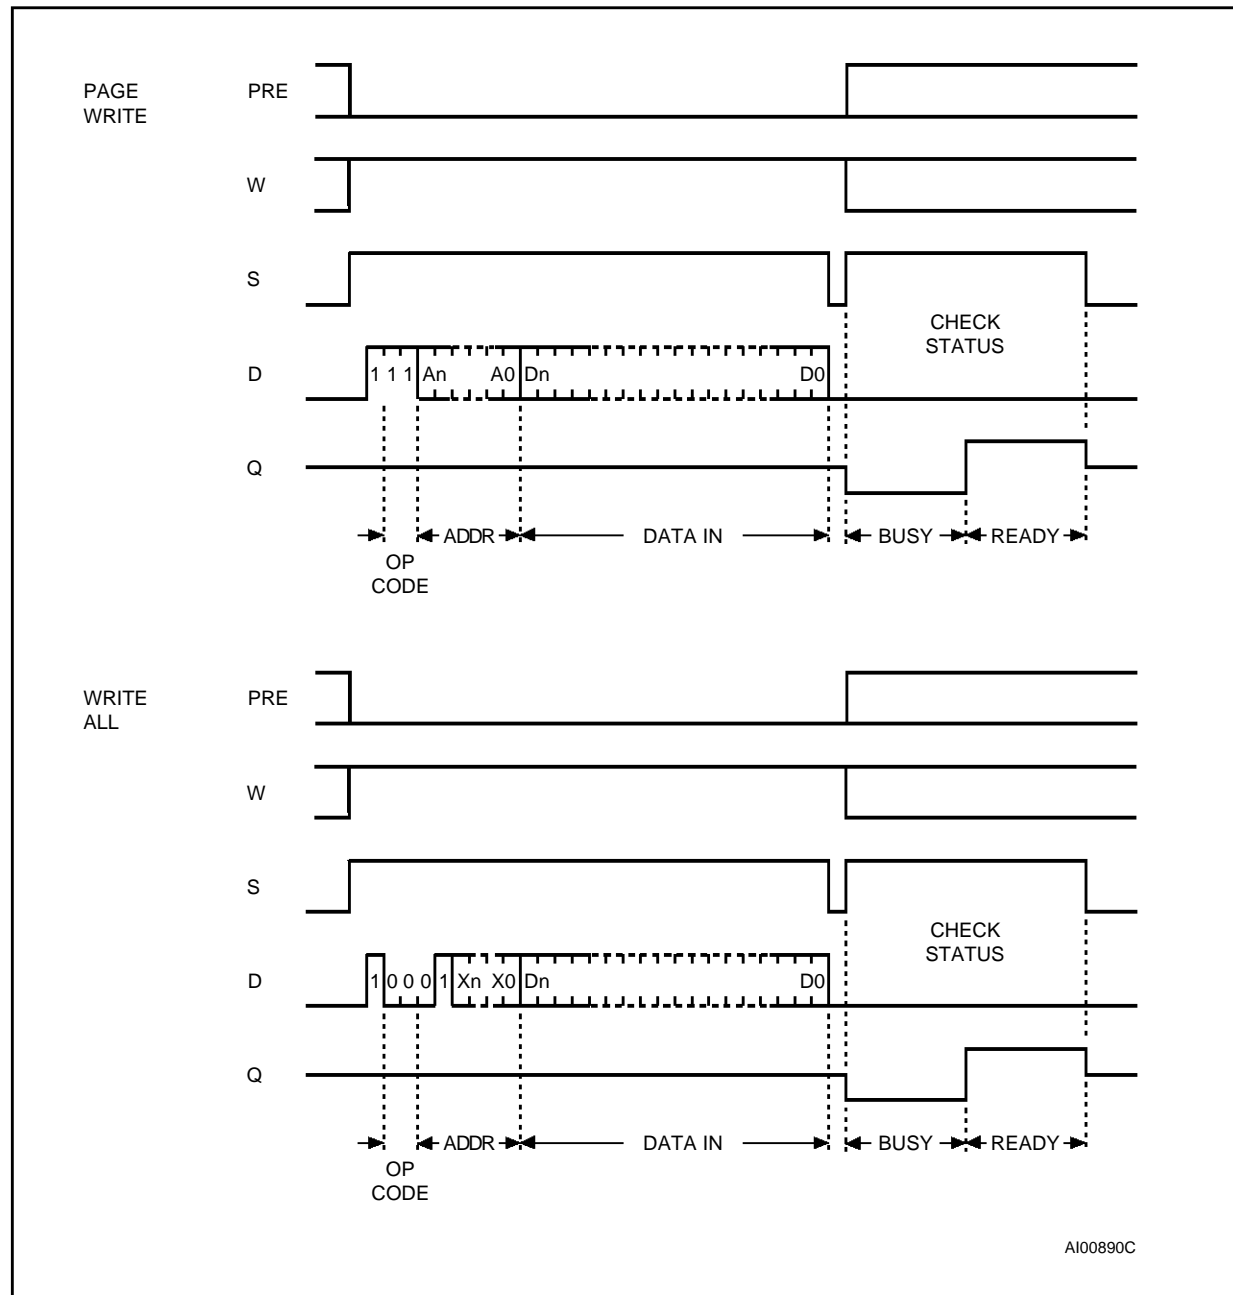 PAGE
WRITE
PRE
W
S
CHECK
STATUS
D
1 1 1 An A0 Dn D0
Q
ADDR DATA IN BUSY READY
OP
CODE
WRITE
ALL
PRE
W
S
CHECK
STATUS
D
1 0 0 0 1 Xn X0 Dn D0
Q
ADDR DATA IN BUSY READY
OP
CODE
AI00890C